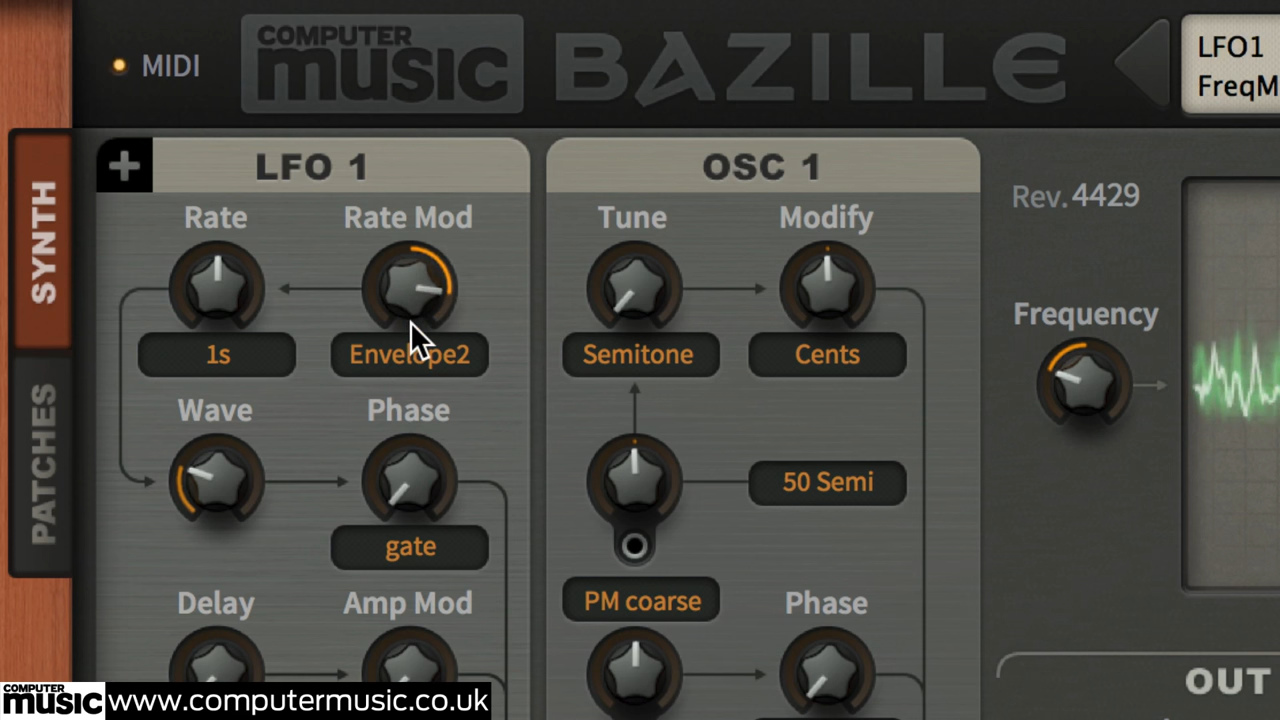 MIDI
COMPUTER
music
BAZILLE
LFO1
FreqM
SYNTH
PATCHES
LFO 1
Rate
Rate Mod
1s
Envelope2
Wave
Phase
gate
Delay
Amp Mod
OSC 1
Tune
Modify
Semitone
Cents
50 Semi
PM coarse
Phase
Rev. 4429
Frequency
OUT
COMPUTER
music
www.computermusic.co.uk